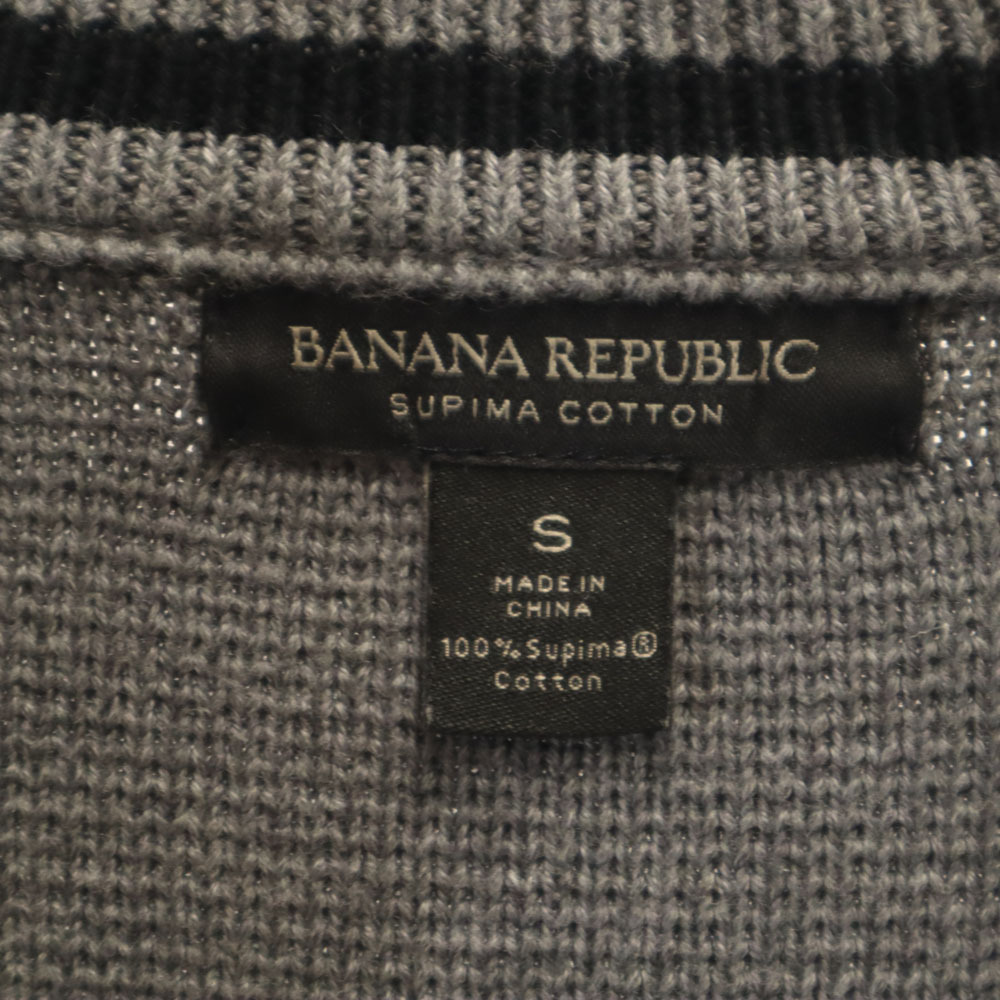 BANANA REPUBLIC
SUPIMA COTTON
S
MADE IN
CHINA
100% Supima®
Cotton